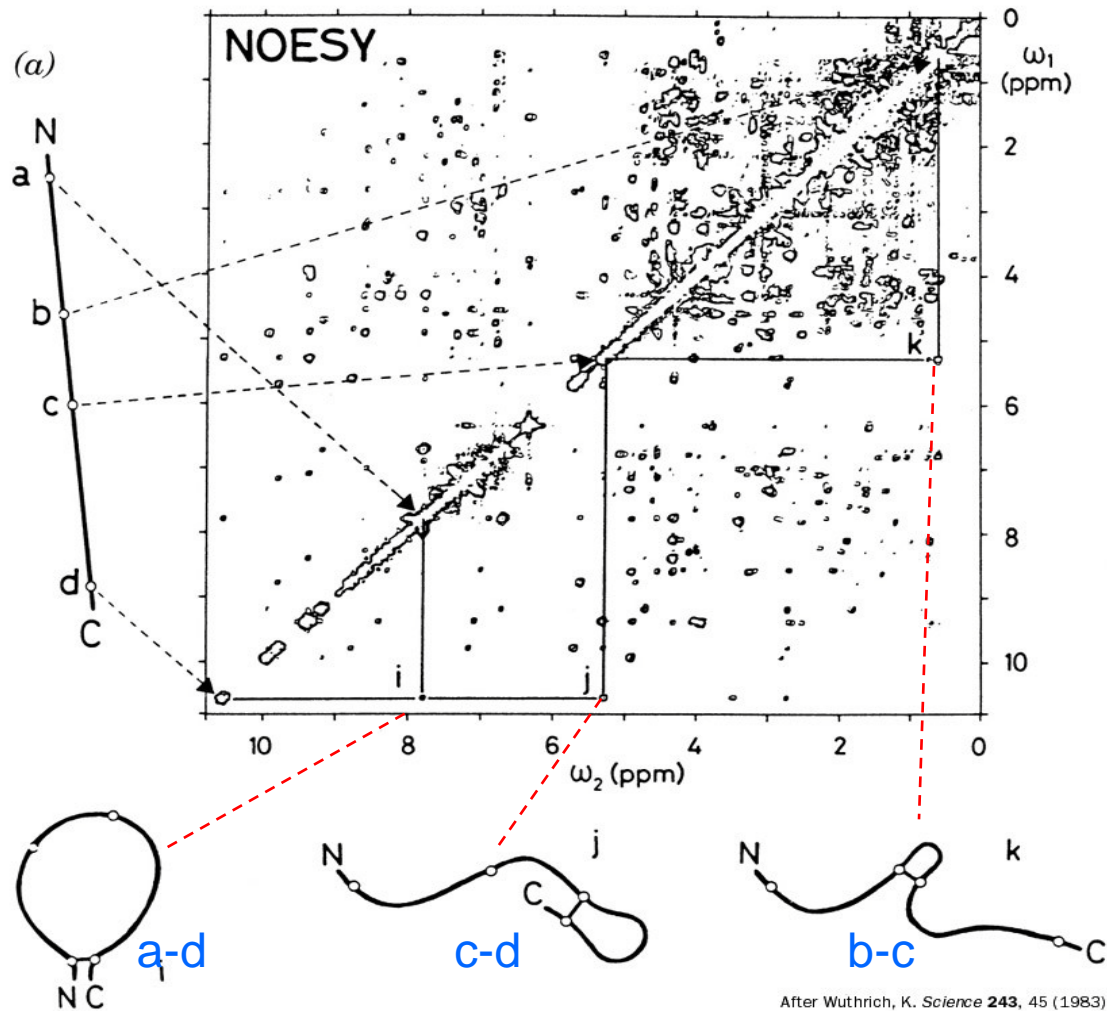 NOESY
(a)
N
a
b
c
d
C
0
ω1
(ppm)
2
4
6
8
10
k
i
j
10 8 6 4 2 0
ω2 (ppm)
N C
a-d
N
C
j
c-d
N
k
C
b-c
After Wuthrich, K. Science 243, 45 (1983)